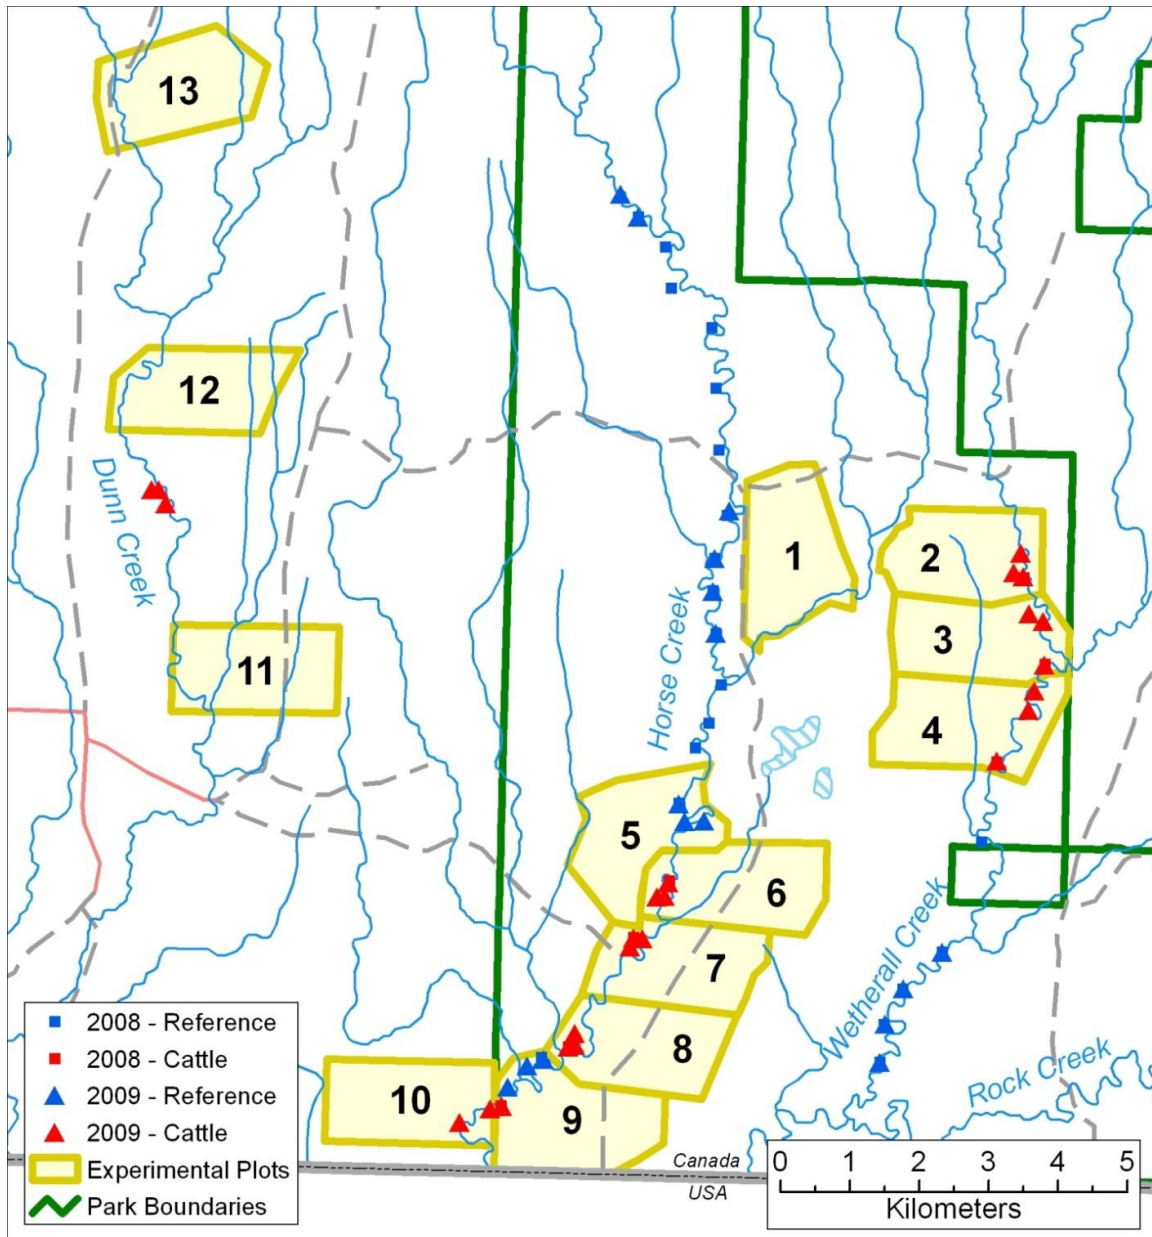 13
12
Dunn Creek
1
2
Horse Creek
3
11
4
5
6
Wetherall Creek
7
8
Rock Creek
10
9
2008 - Reference
2008 - Cattle
2009 - Reference
2009 - Cattle
Experimental Plots
Park Boundaries
Canada
USA
0 1 2 3 4 5
Kilometers